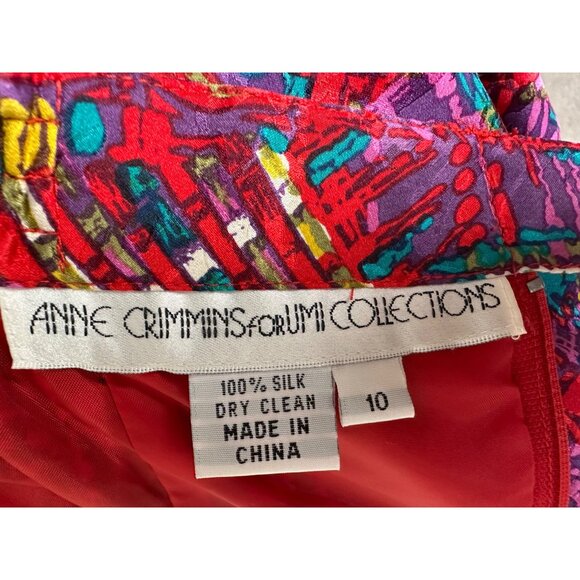 ANNE CRIMMINS FOR UMI COLLECTIONS
100% SILK
DRY CLEAN
MADE IN
CHINA
10